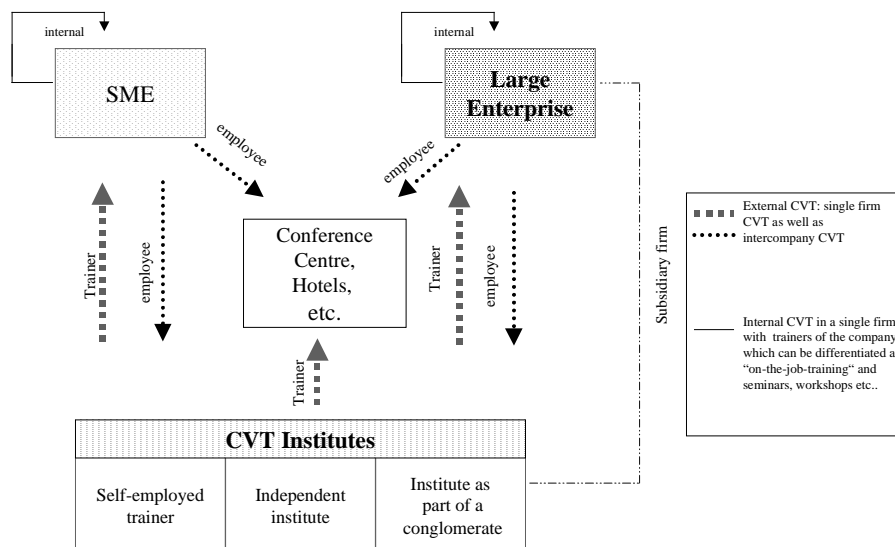 internal
internal
SME
Large
Enterprise
employee
employee
Trainer
employee
Conference
Centre,
Hotels,
etc.
Trainer
employee
Subsidiary firm
Trainer
CVT Institutes
Self-employed
trainer
Independent
institute
Institute as
part of a
conglomerate
External CVT: single firm
CVT as well as
intercompany CVT
Internal CVT in a single firm
with trainers of the company
which can be differentiated a
“on-the-job-training“ and
seminars, workshops etc..